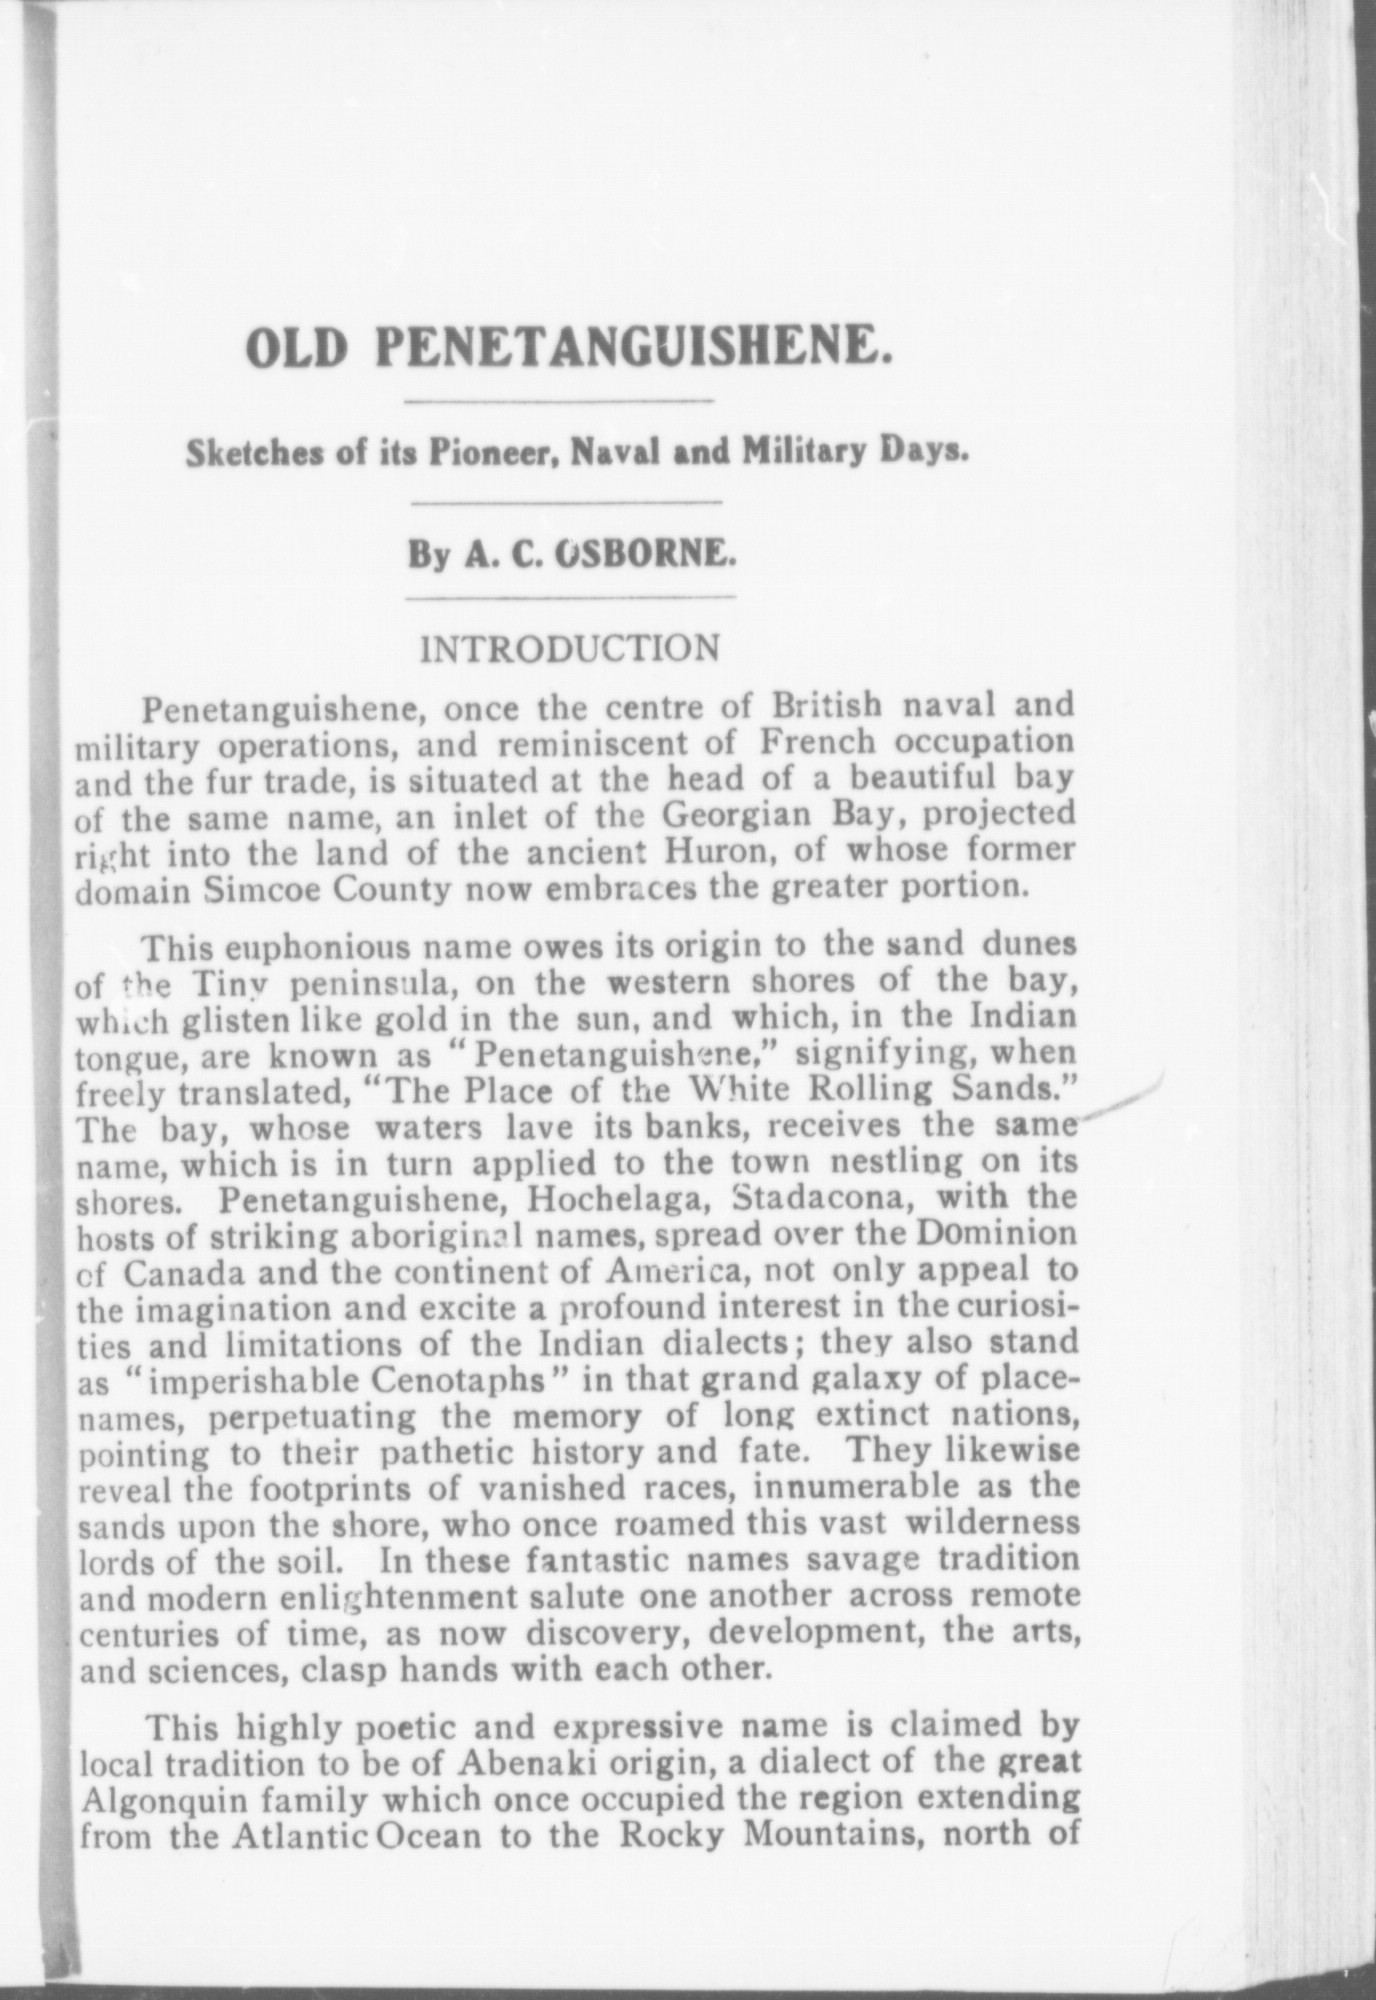 OLD PENETANGUISHENE.
Sketches of its Pioneer, Naval and Military Days.
By A. C. OSBORNE.
INTRODUCTION
Penetanguishene, once the centre of British naval and
military operations, and reminiscent of French occupation
and the fur trade, is situated at the head of a beautiful bay
of the same name, an inlet of the Georgian Bay, projected
right into the land of the ancient Huron, of whose former
domain Simcoe County now embraces the greater portion.
This euphonious name owes its origin to the sand dunes
of the Tiny peninsula, on the western shores of the bay,
which glisten like gold in the sun, and which, in the Indian
tongue, are known as "Penetanguishene," signifying, when
freely translated, "The Place of the White Rolling Sands."
The bay, whose waters lave its banks, receives the same
name, which is in turn applied to the town nestling on its
shores. Penetanguishene, Hochelaga, Stadacona, with the
hosts of striking aboriginal names, spread over the Dominion
of Canada and the continent of America, not only appeal to
the imagination and excite a profound interest in the curiosi-
ties and limitations of the Indian dialects; they also stand
as "imperishable Cenotaphs" in that grand galaxy of place-
names, perpetuating the memory of long extinct nations,
pointing to their pathetic history and fate. They likewise
reveal the footprints of vanished races, innumerable as the
sands upon the shore, who once roamed this vast wilderness
lords of the soil. In these fantastic names savage tradition
and modern enlightenment salute one another across remote
centuries of time, as now discovery, development, the arts,
and sciences, clasp hands with each other.
This highly poetic and expressive name is claimed by
local tradition to be of Abenaki origin, a dialect of the great
Algonquin family which once occupied the region extending
from the Atlantic Ocean to the Rocky Mountains, north of